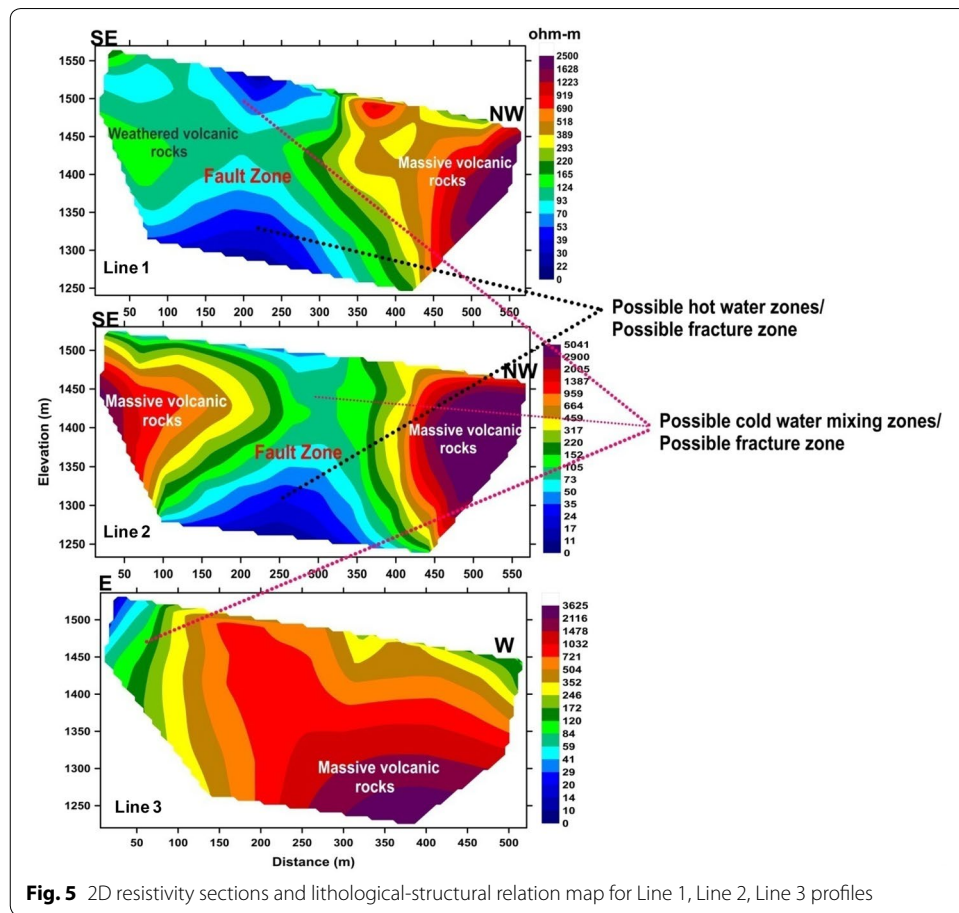 SE
ohm-m
1550
1500
1450
1400
1350
1300
1250
NW
Weathered volcanic
rocks
Fault Zone
Massive volcanic
rocks
Line 1
2500
1628
1223
919
690
518
389
293
220
165
124
93
70
53
39
30
22
0
50 100 150 200 250 300 350 400 450 500 550
Possible hot water zones/
Possible fracture zone
SE
NW
Elevation (m)
1500
1450
1400
1350
1300
1250
Massive volcanic
rocks
Fault Zone
Massive volcanic
rocks
Line 2
5041
2900
2005
1387
959
664
459
317
220
152
105
73
50
35
24
17
11
0
50 100 150 200 250 300 350 400 450 500 550
Possible cold water mixing zones/
Possible fracture zone
E
W
1500
1450
1400
1350
1300
1250
Massive volcanic
rocks
Line 3
3625
2116
1478
1032
721
504
352
246
172
120
84
59
41
29
20
14
10
0
50 100 150 200 250 300 350 400 450 500
Distance (m)
Fig. 5 2D resistivity sections and lithological-structural relation map for Line 1, Line 2, Line 3 profiles